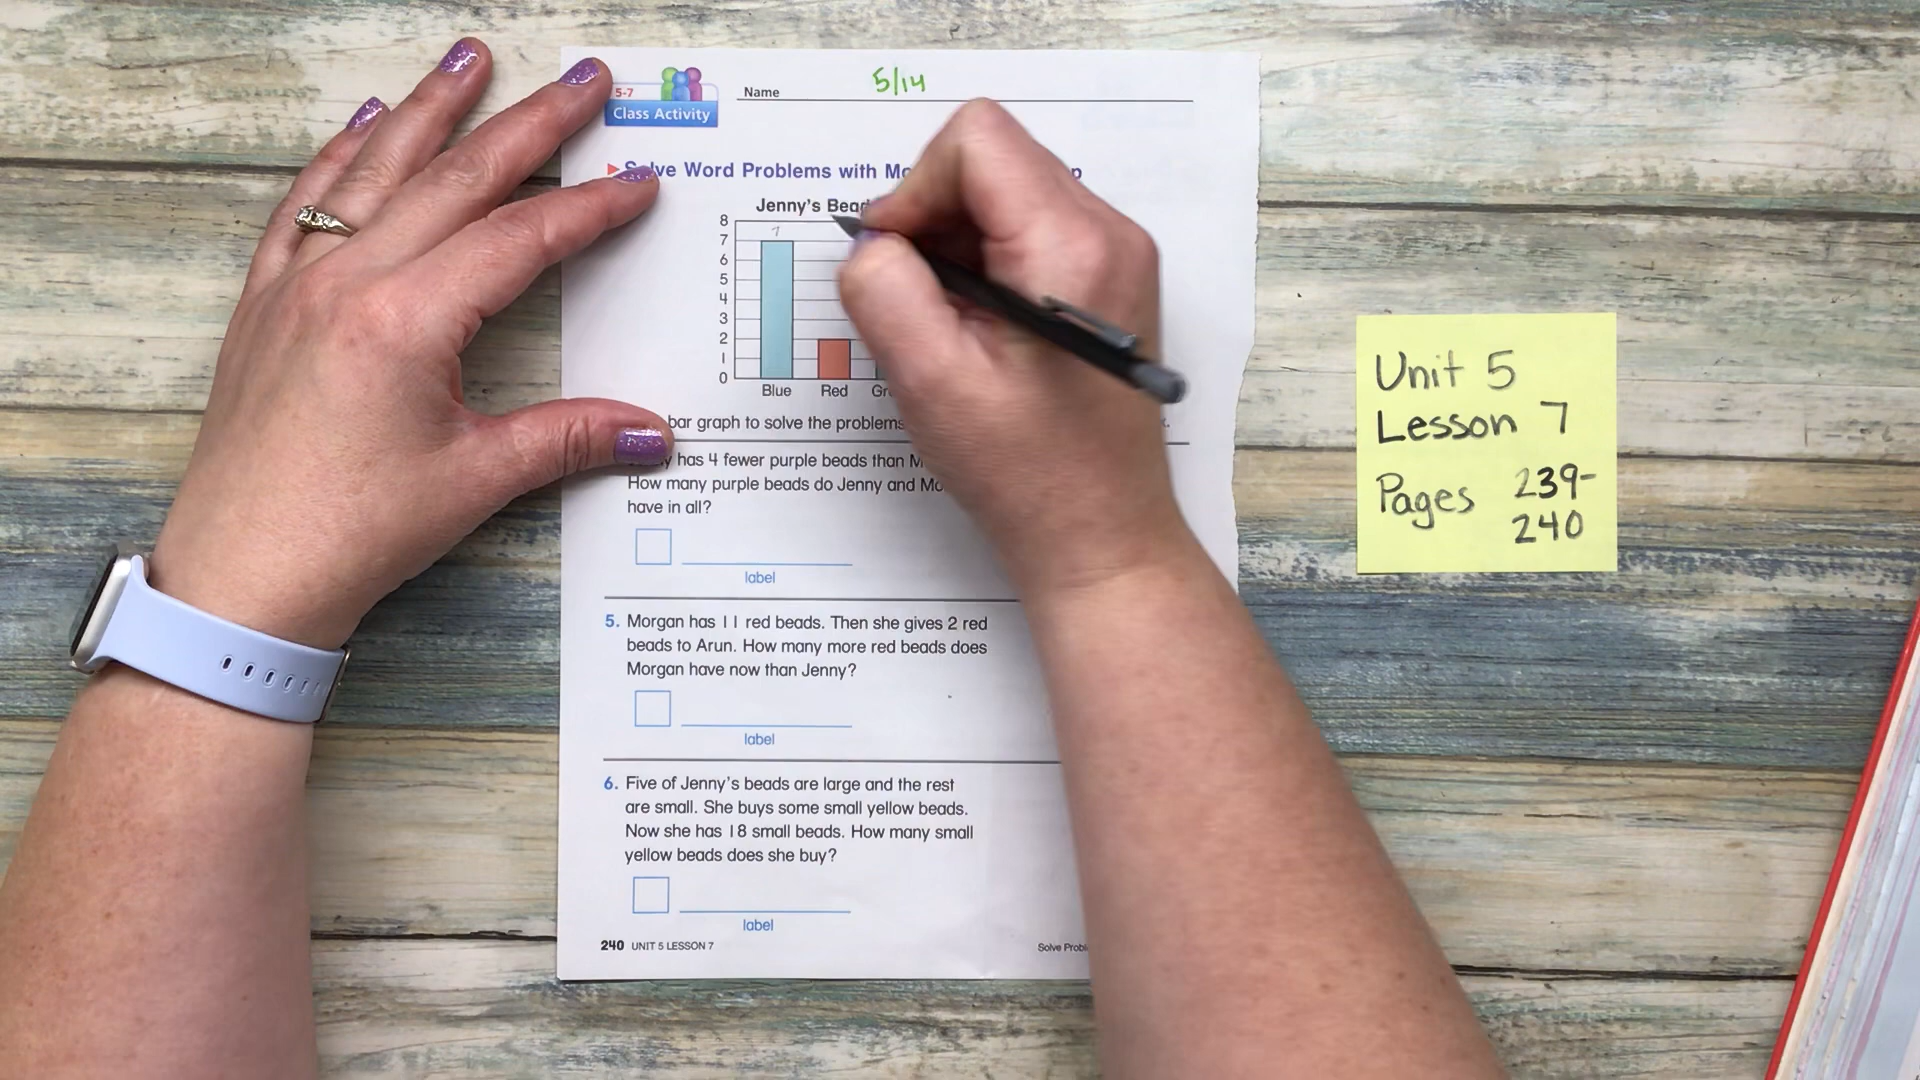 5-7
Class Activity
Name 5/14
Word Problems with
Jenny's
8
7
7
6
5
4
3
2
1
0
Blue Red
bar graph to solve the problems
has 4 fewer purple beads than
How many purple beads do Jenny and
have in all?
label
5. Morgan has 11 red beads. Then she gives 2 red
beads to Arun. How many more red beads does
Morgan have now than Jenny?
label
6. Five of Jenny's beads are large and the rest
are small. She buys some small yellow beads.
Now she has 18 small beads. How many small
yellow beads does she buy?
label
240 UNIT 5 LESSON 7
Solve
Unit 5
Lesson 7
Pages 239-
240